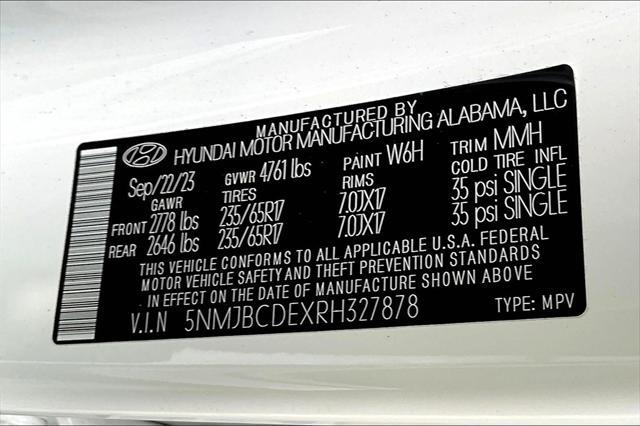 MANUFACTURED BY
HYUNDAI MOTOR MANUFACTURING ALABAMA, LLC
Sep/22/23 GVWR 4761 lbs PAINT W6H TRIM MMH
GAWR TIRES RIMS COLD TIRE INFL
FRONT 2778 lbs 235/65R17 7.0JX17 35 psi SINGLE
REAR 2646 lbs 235/65R17 7.0JX17 35 psi SINGLE
THIS VEHICLE CONFORMS TO ALL APPLICABLE U.S.A. FEDERAL
MOTOR VEHICLE SAFETY AND THEFT PREVENTION STANDARDS
IN EFFECT ON THE DATE OF MANUFACTURE SHOWN ABOVE
V.I.N 5NMJBCDEXRH327878 TYPE: MPV